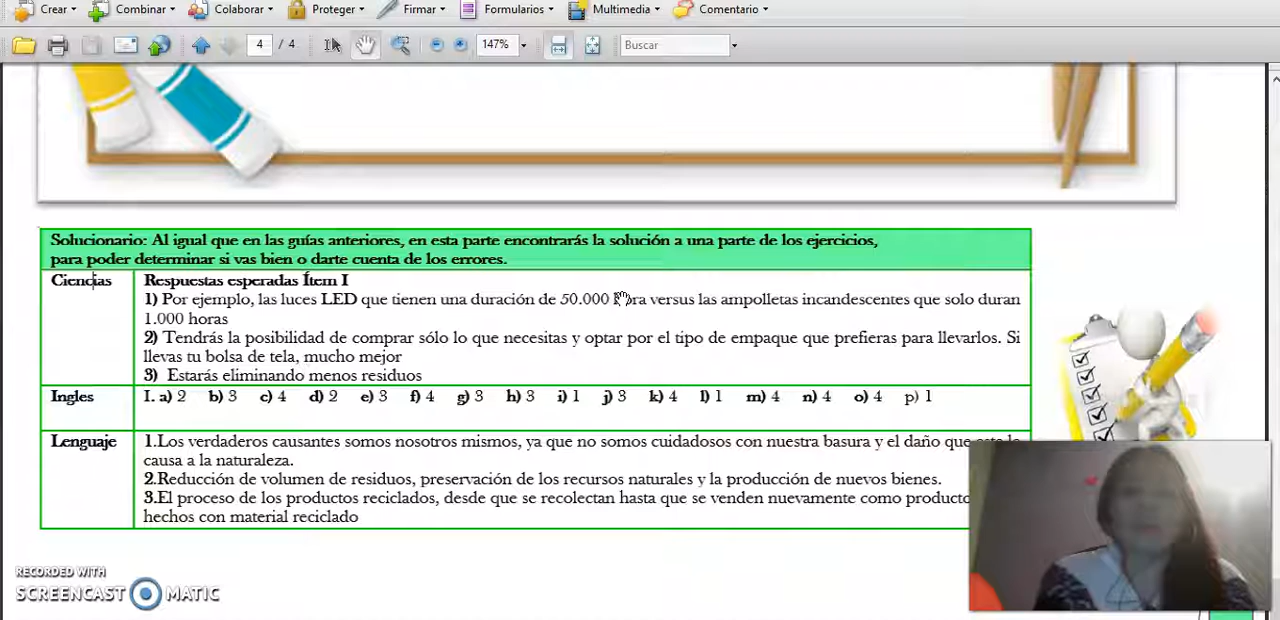 Crear Combinar Colaborar Proteger Firmar Formularios Multimedia Comentario
4 / 4 147% Buscar
Solucionario: Al igual que en las guías anteriores, en esta parte encontrarás la solución a una parte de los ejercicios,
para poder determinar si vas bien o darte cuenta de los errores.
Ciencias Respuestas esperadas Ítem I
1) Por ejemplo, las luces LED que tienen una duración de 50.000 versus las ampolletas incandescentes que solo duran
1.000 horas
2) Tendrás la posibilidad de comprar sólo lo que necesitas y optar por el tipo de empaque que prefieras para llevarlos. Si
llevas tu bolsa de tela, mucho mejor
3) Estarás eliminando menos residuos
Ingles I. a) 2 b) 3 c) 4 d) 2 e) 3 f) 4 g) 3 h) 3 i) 1 j) 3 k) 4 l) 1 m) 4 n) 4 o) 4 p) 1
Lenguaje 1.Los verdaderos causantes somos nosotros mismos, ya que no somos cuidadosos con nuestra basura y el daño que
causa a la naturaleza.
2.Reducción de volumen de residuos, preservación de los recursos naturales y la producción de nuevos bienes.
3.El proceso de los productos reciclados, desde que se recolectan hasta que se venden nuevamente como producto
hechos con material reciclado
RECORDED WITH
SCREENCAST MATIC